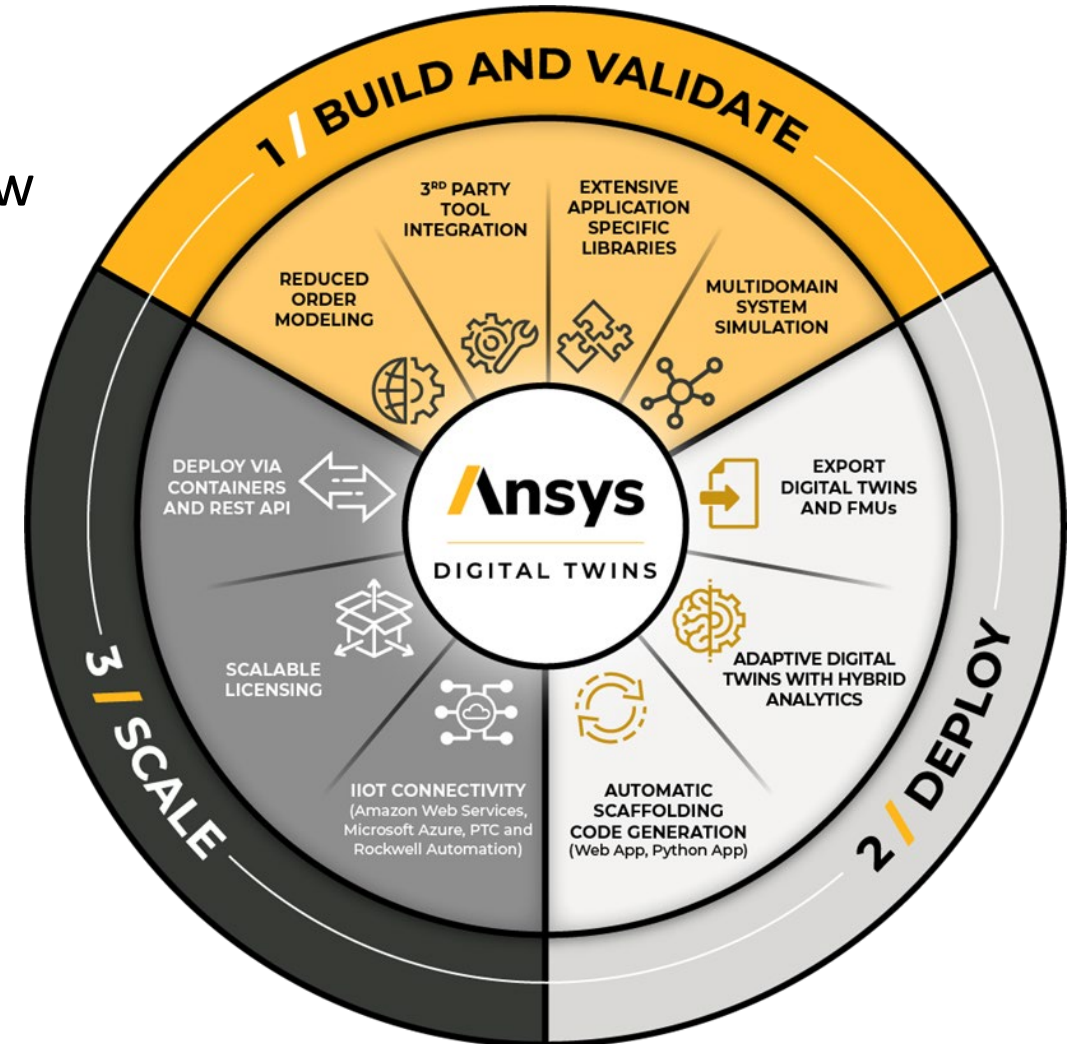 w
1 / BUILD AND VALIDATE
REDUCED
ORDER
MODELING
3RD PARTY
TOOL
INTEGRATION
EXTENSIVE
APPLICATION
SPECIFIC
LIBRARIES
MULTIDOMAIN
SYSTEM
SIMULATION
Ansys
DIGITAL TWINS
2 / DEPLOY
EXPORT
DIGITAL TWINS
AND FMUs
ADAPTIVE DIGITAL
TWINS WITH HYBRID
ANALYTICS
AUTOMATIC
SCAFFOLDING
CODE GENERATION
(Web App, Python App)
3 / SCALE
IIOT CONNECTIVITY
(Amazon Web Services,
Microsoft Azure, PTC and
Rockwell Automation)
SCALABLE
LICENSING
DEPLOY VIA
CONTAINERS
AND REST API